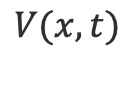 V(x, t)